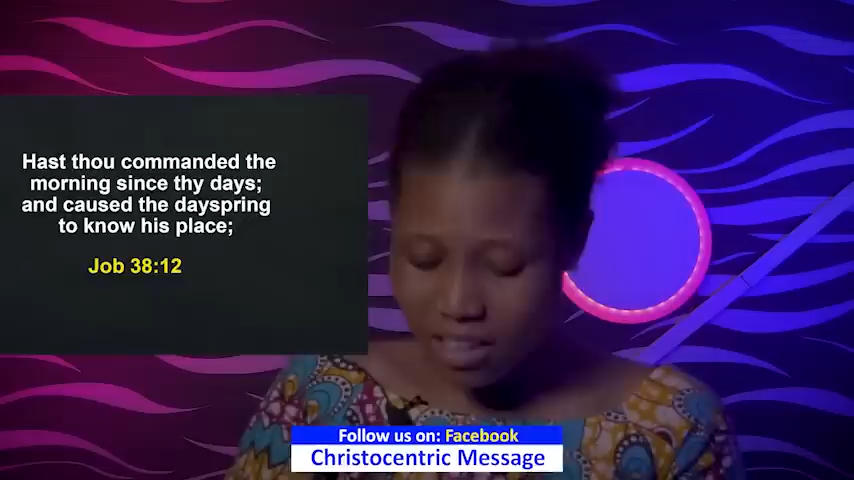 Hast thou commanded the
morning since thy days;
and caused the dayspring
to know his place;
Job 38:12
Follow us on: Facebook
Christocentric Message